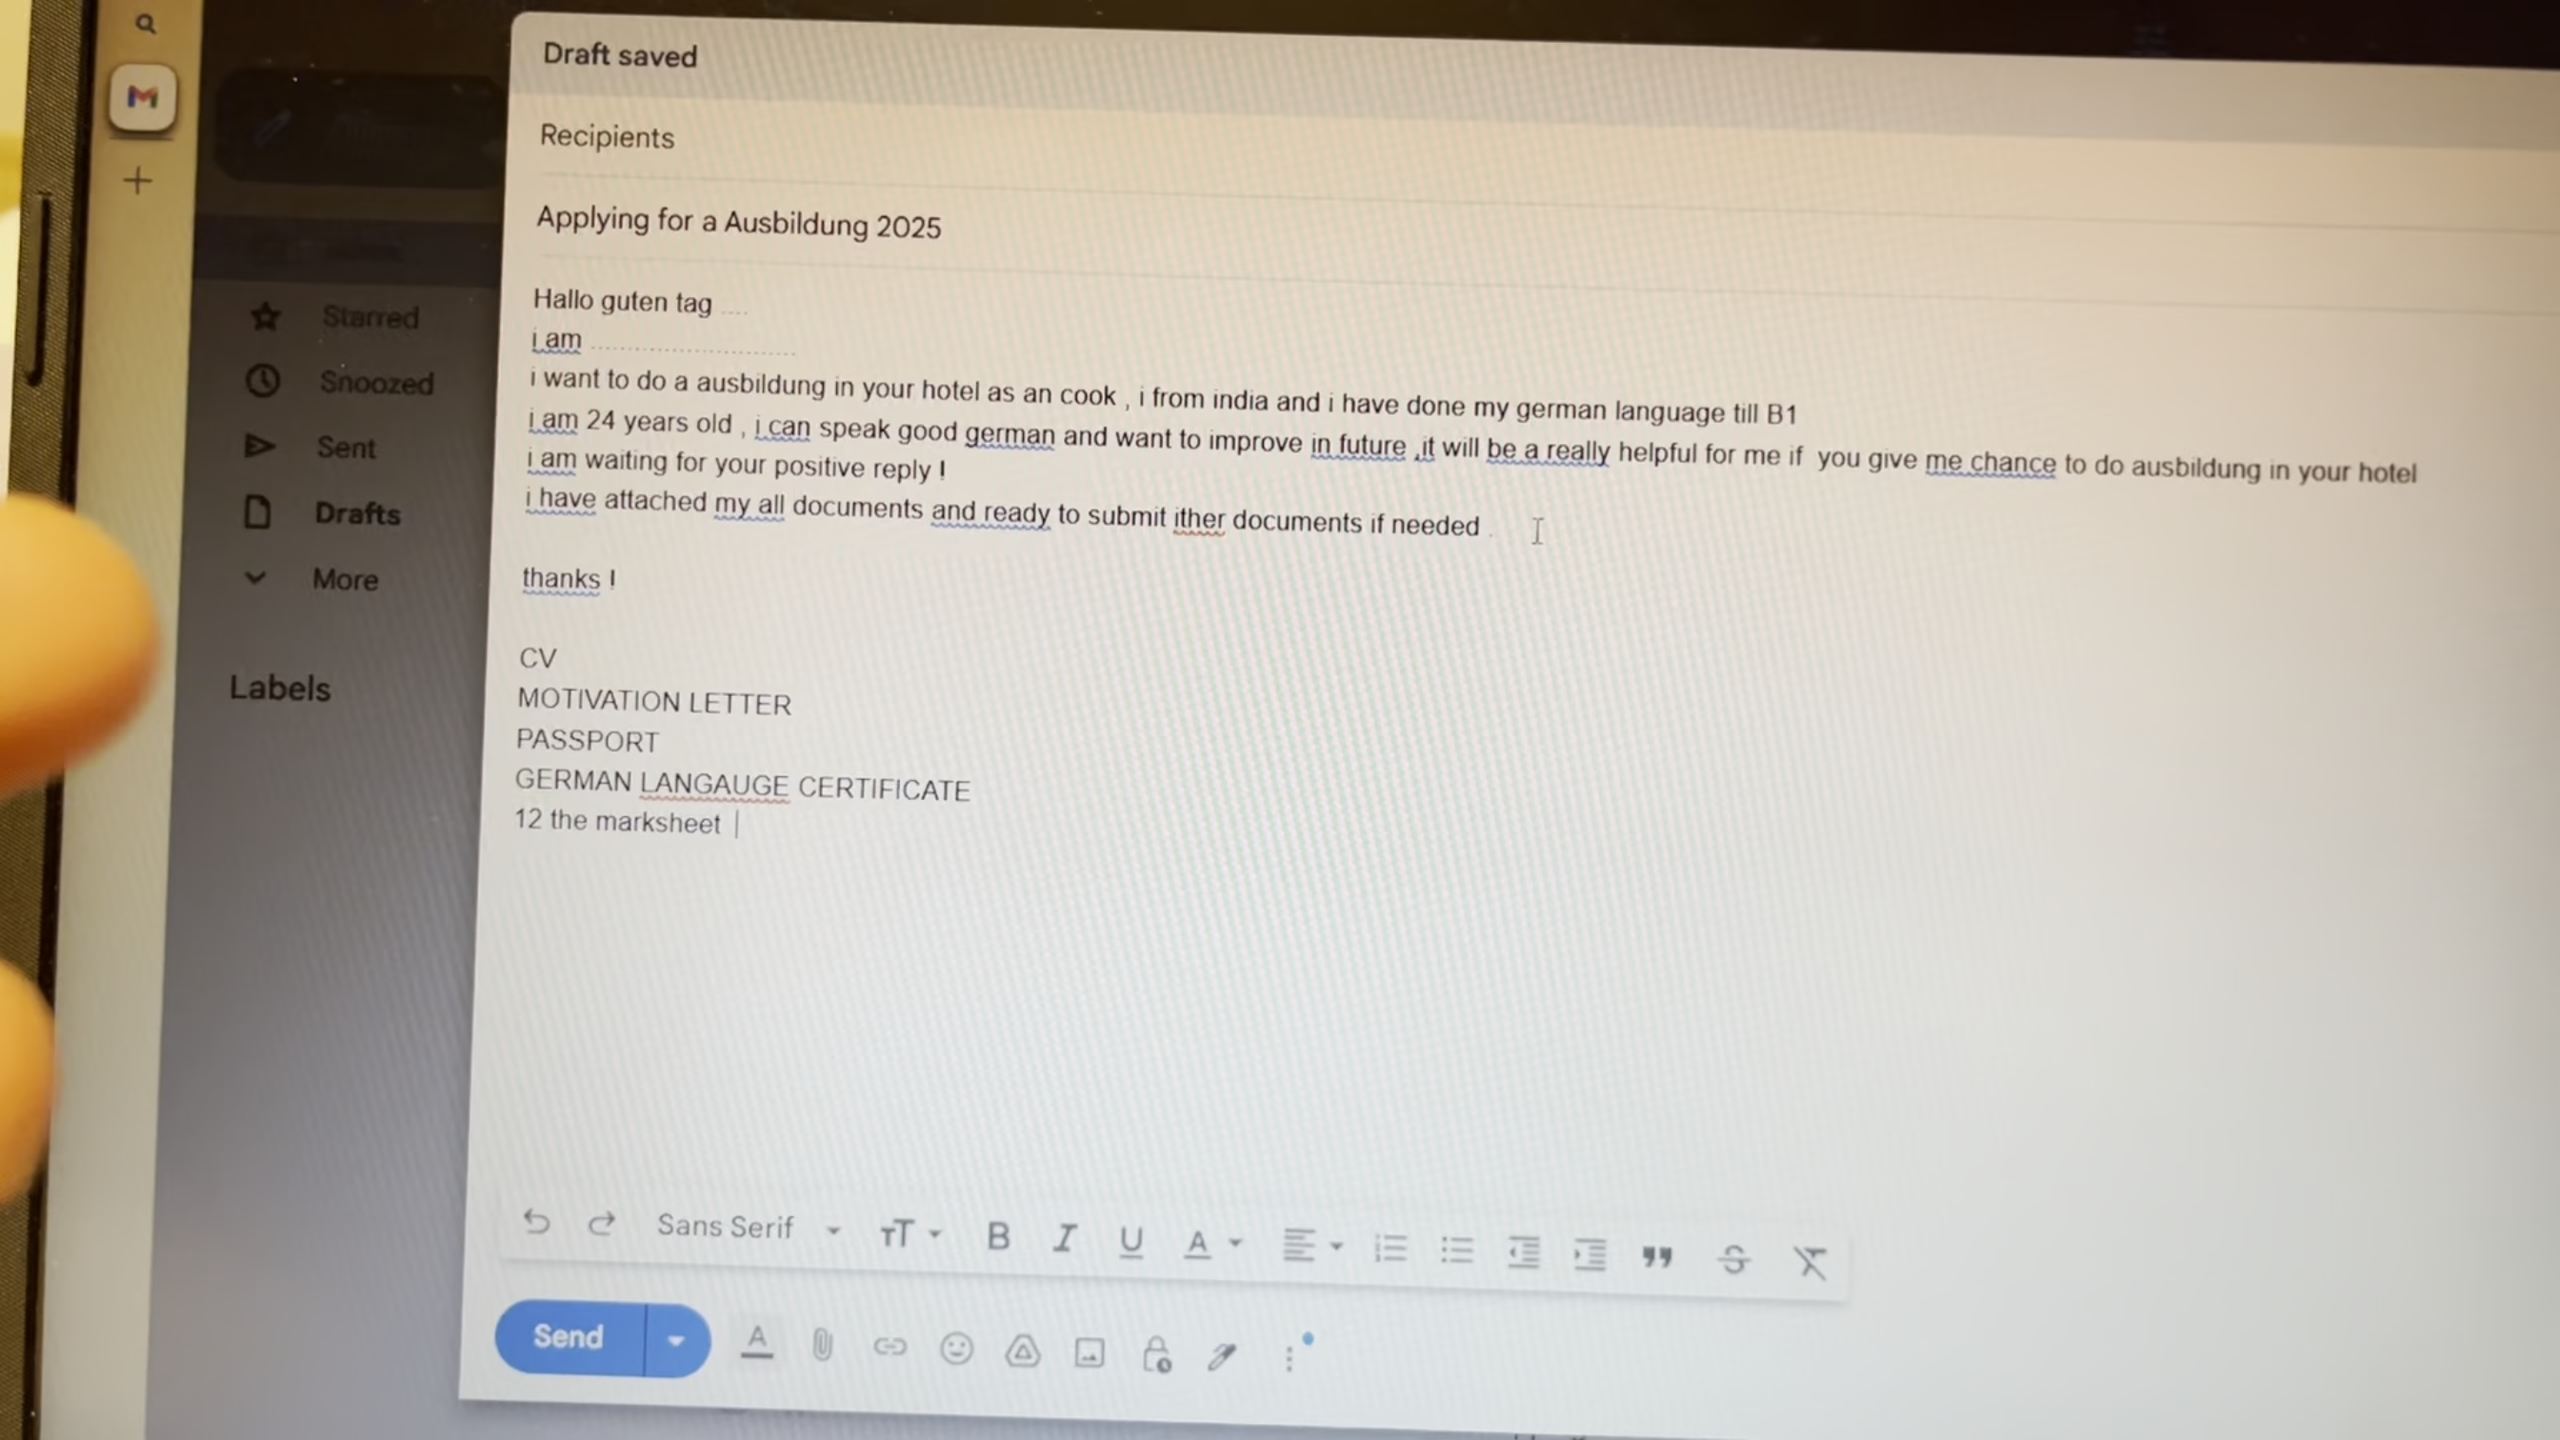 Draft saved
Recipients
Applying for a Ausbildung 2025
Hallo guten tag ....
i am ............................
i want to do a ausbildung in your hotel as an cook , i from india and i have done my german language till B1
i am 24 years old , i can speak good german and want to improve in future ,it will be a really helpful for me if you give me chance to do ausbildung in your hotel
i am waiting for your positive reply !
i have attached my all documents and ready to submit ither documents if needed .
thanks !
CV
MOTIVATION LETTER
PASSPORT
GERMAN LANGAUGE CERTIFICATE
12 the marksheet
Starred
Snoozed
Sent
Drafts
More
Labels
Sans Serif
Send